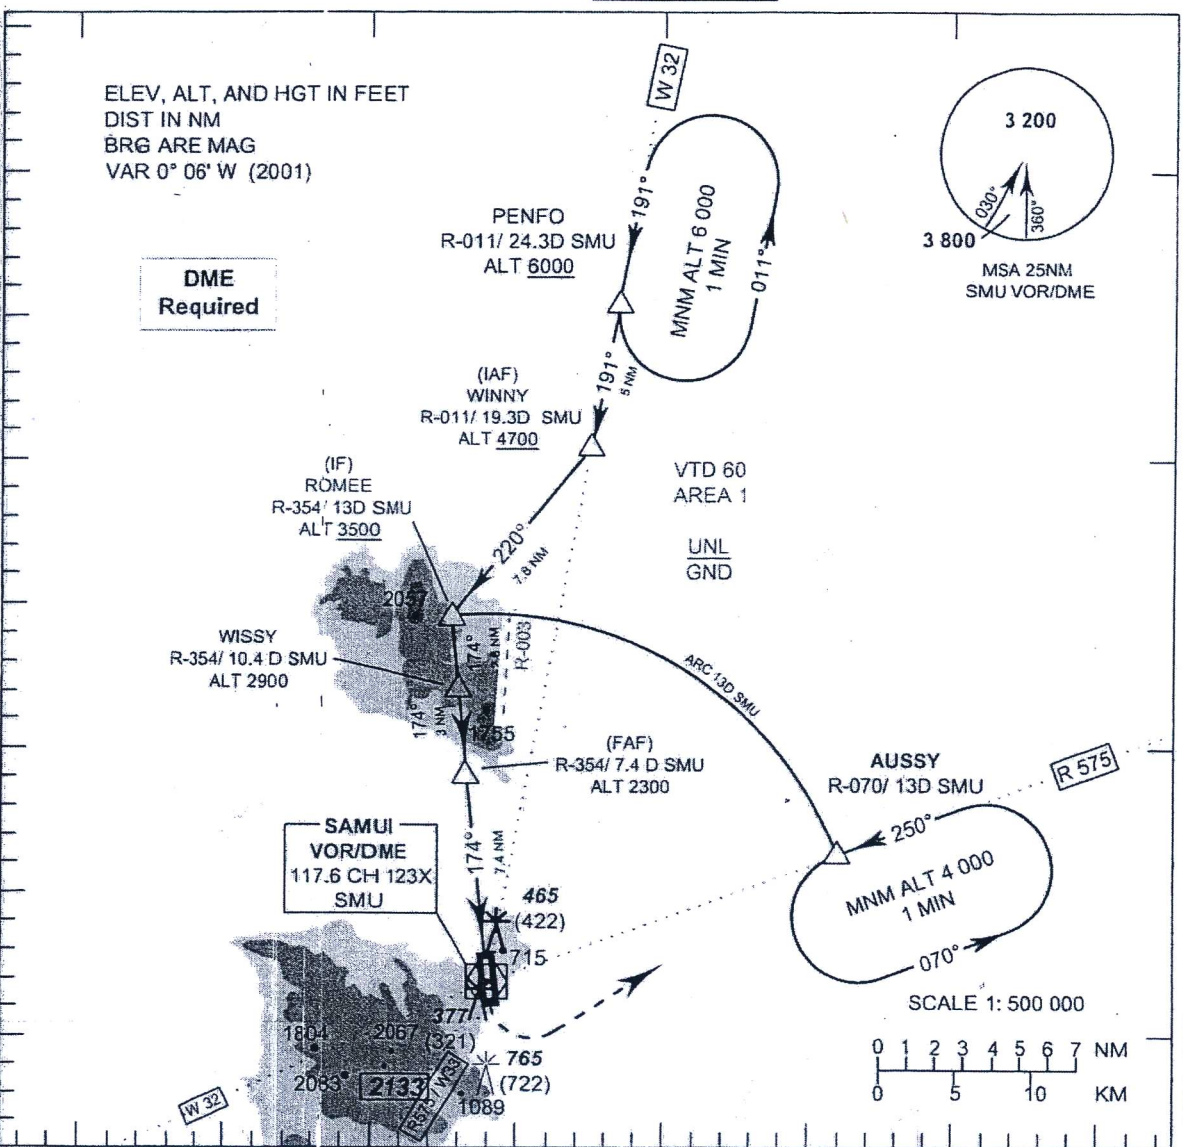 W 32
ELEV, ALT, AND HGT IN FEET
DIST IN NM
BRG ARE MAG
VAR 0° 06' W (2001)
3 200
030°
360°
3 800
MSA 25NM
SMU VOR/DME
191°
MNM ALT 6 000
1 MIN
011°
PENFO
R-011/ 24.3D SMU
ALT 6000
DME
Required
191°
5 NM
(IAF)
WINNY
R-011/ 19.3D SMU
ALT 4700
VTD 60
AREA 1
UNL
GND
(IF)
ROMEE
R-354/ 13D SMU
ALT 3500
220°
7.8 NM
2057
R-003
174°
WISSY
R-354/ 10.4 D SMU
ALT 2900
ARC 13D SMU
174°
3 NM
1755
(FAF)
R-354/ 7.4 D SMU
ALT 2300
AUSSY
R-070/ 13D SMU
R 575
250°
MNM ALT 4 000
1 MIN
070°
SAMUI
VOR/DME
117.6 CH 123X
SMU
174°
7.4 NM
465
(422)
715
377
(321)
765
(722)
1804
2067
2083
2133
1089
R575 / W33
W 32
SCALE 1: 500 000
0 1 2 3 4 5 6 7 NM
0 5 10 KM